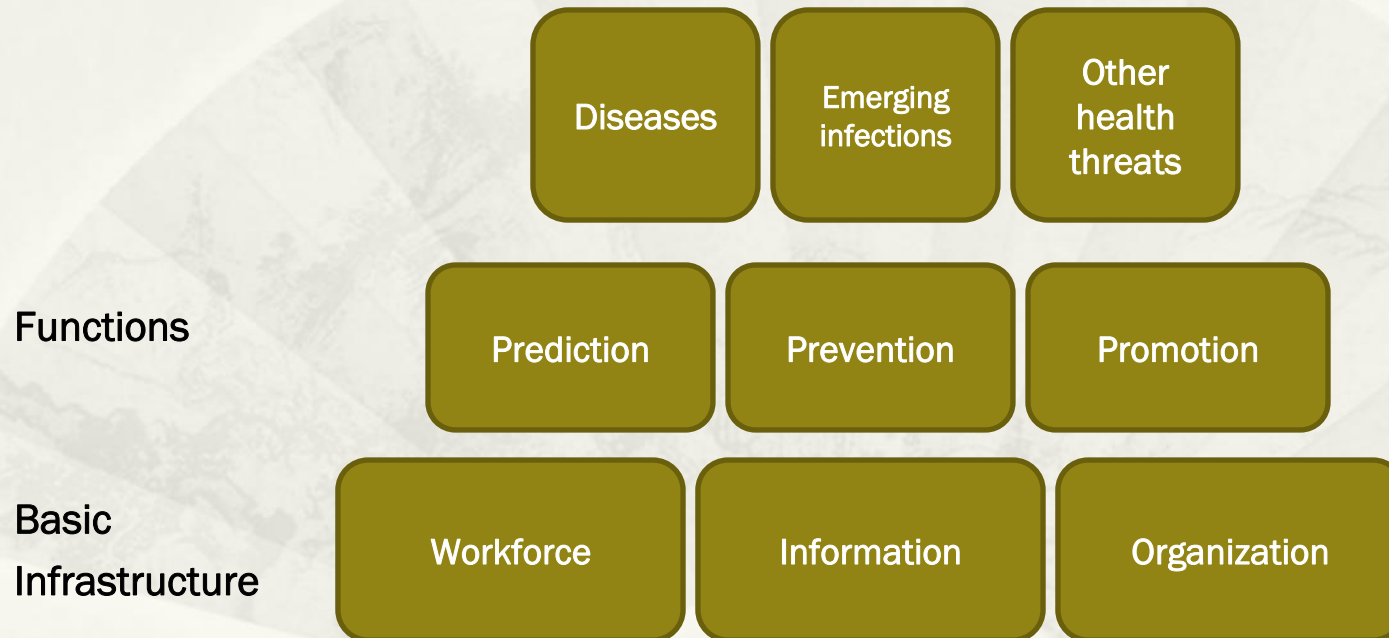 Diseases
Emerging
infections
Other
health
threats
Functions
Prediction
Prevention
Promotion
Basic
Infrastructure
Workforce
Information
Organization